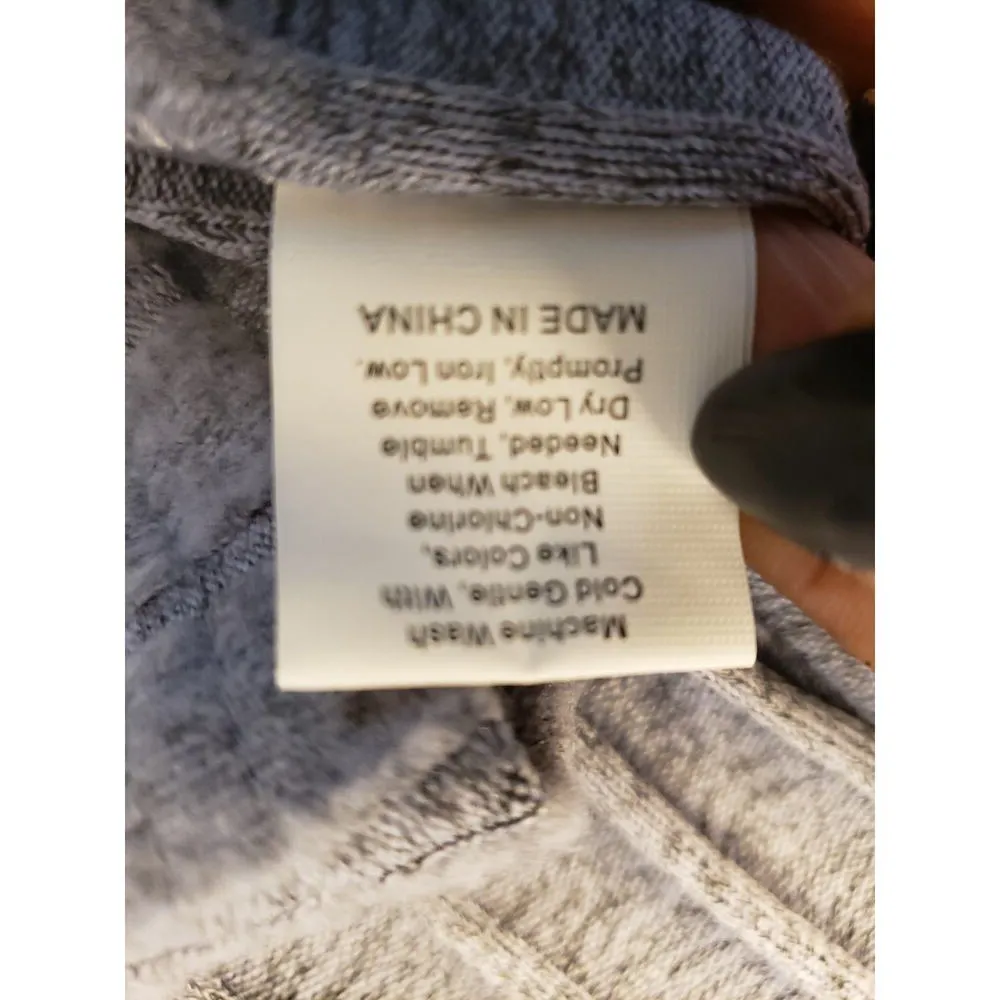 Machine Wash
Cold Gentle, With
Like Colors,
Non-Chlorine
Bleach When
Needed, Tumble
Dry Low, Remove
Promptly, Iron Low.
MADE IN CHINA